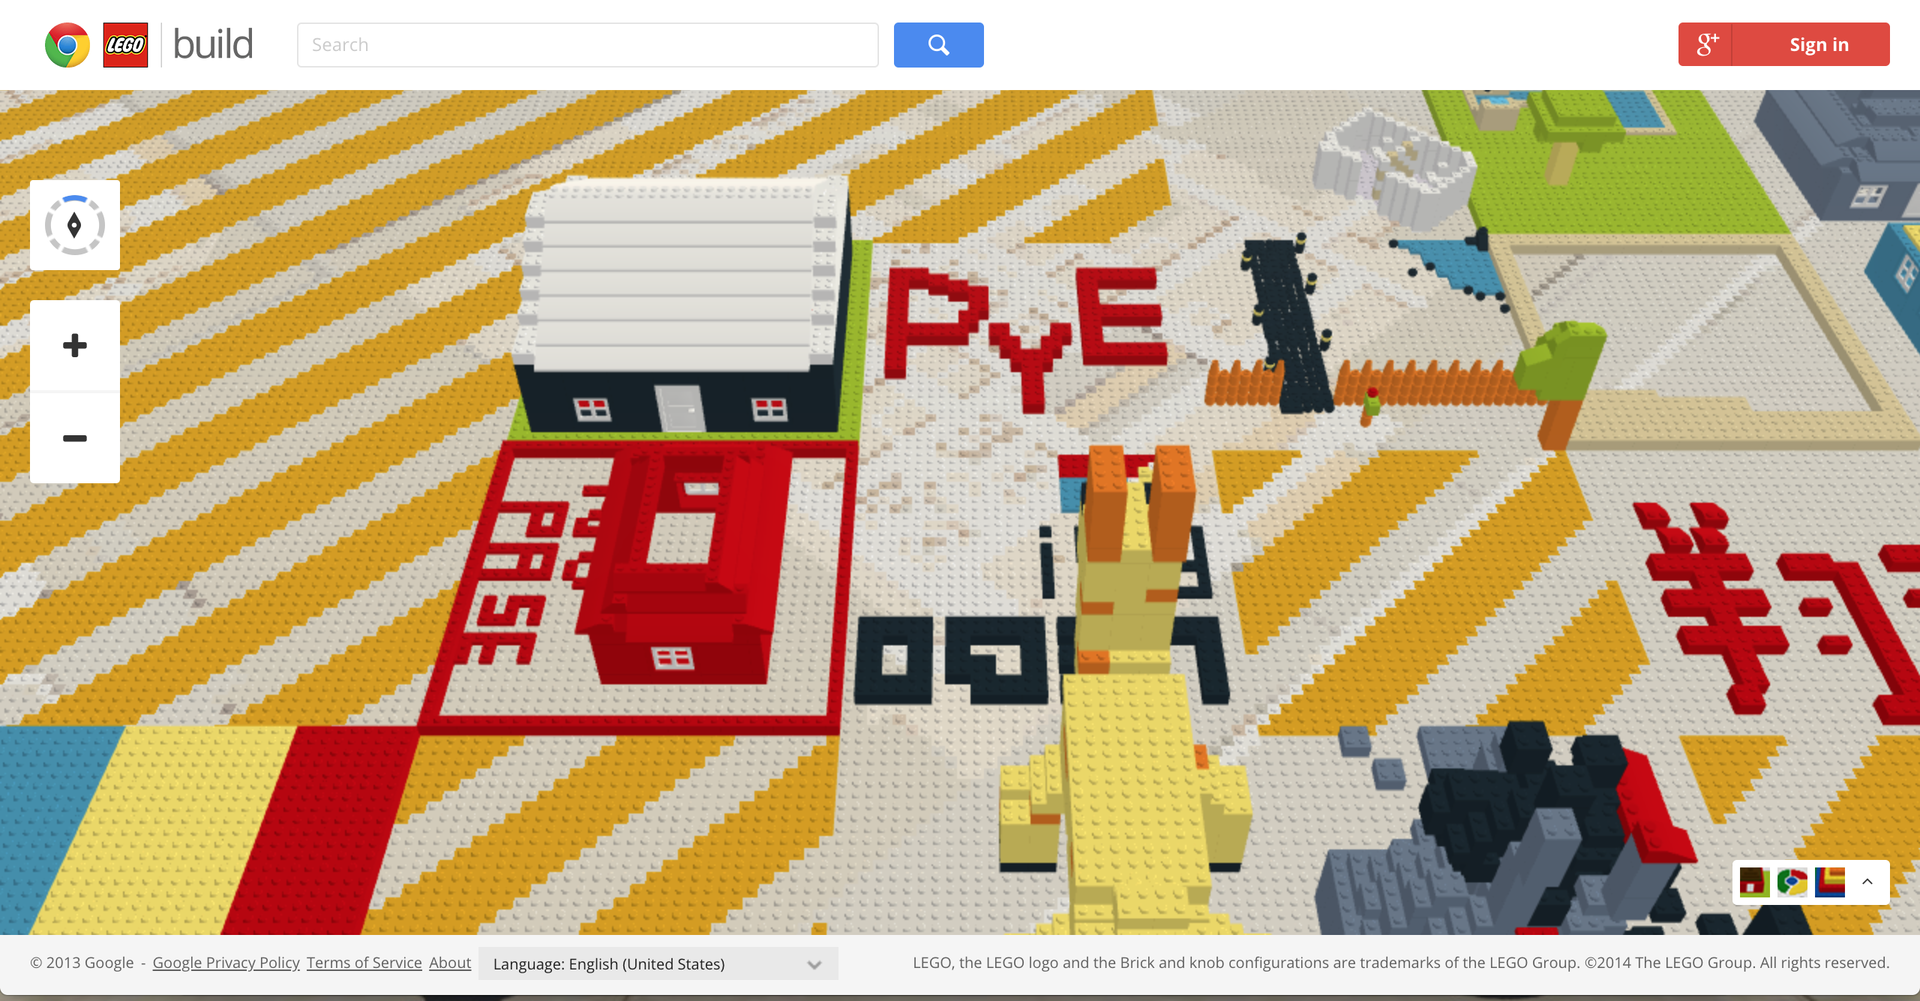 LEGO
build
Search
g+
Sign in
PYE
PASE
© 2013 Google - Google Privacy Policy Terms of Service About
Language: English (United States)
LEGO, the LEGO logo and the Brick and knob configurations are trademarks of the LEGO Group. ©2014 The LEGO Group. All rights reserved.